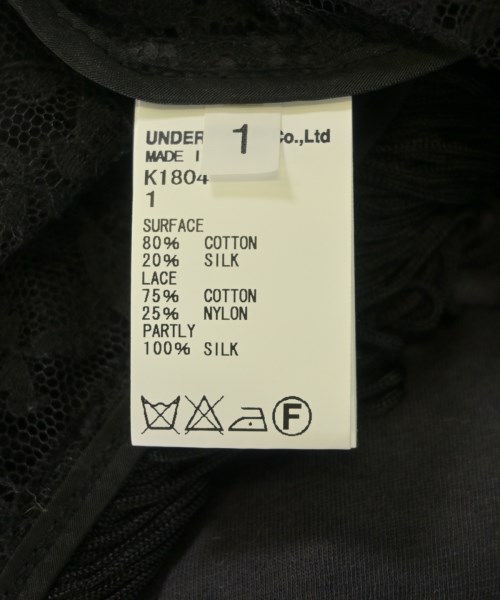 1
UNDER Co.,Ltd
MADE I
K1804
1
SURFACE
80% COTTON
20% SILK
LACE
75% COTTON
25% NYLON
PARTLY
100% SILK
F